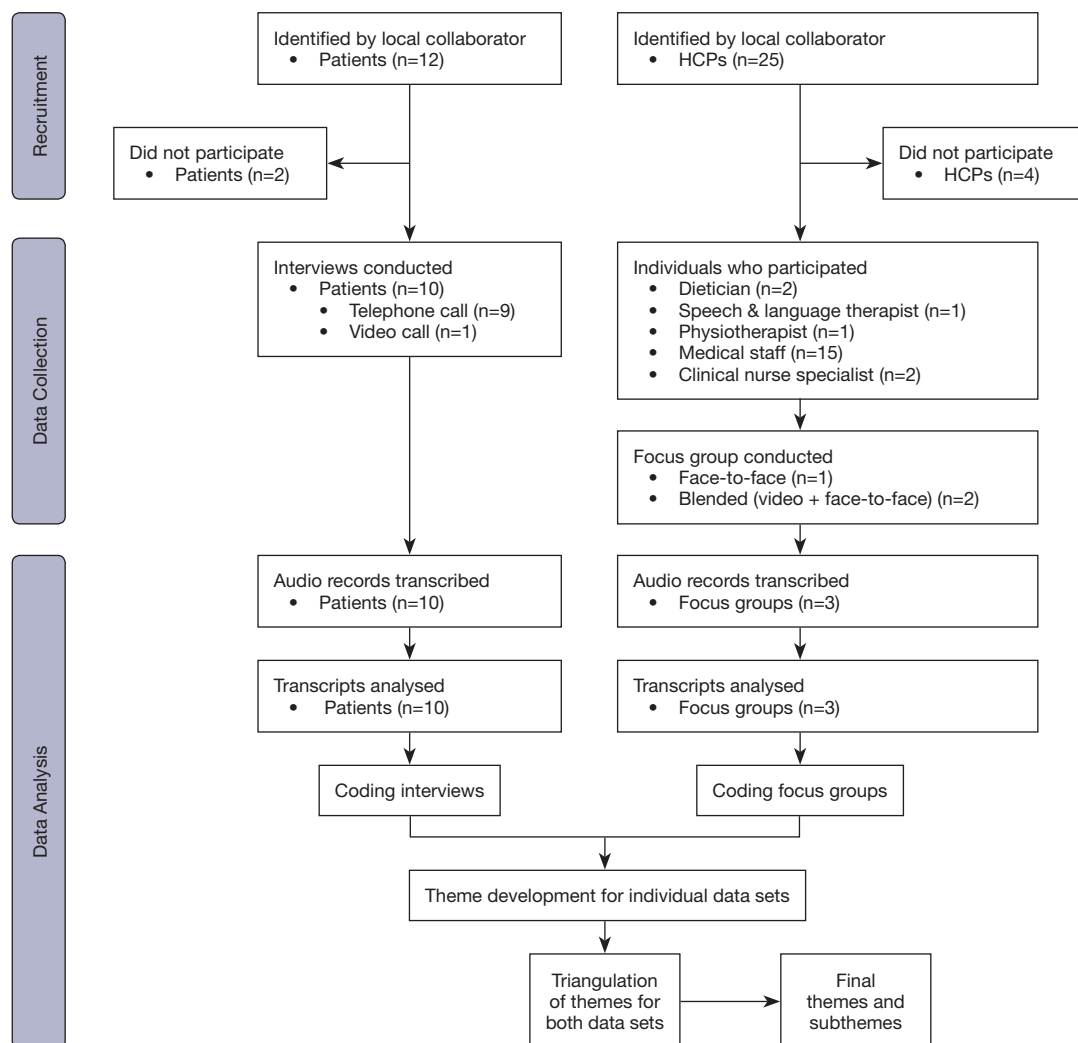 Recruitment
Identified by local collaborator
• Patients (n=12)
Identified by local collaborator
• HCPs (n=25)
Did not participate
• Patients (n=2)
Did not participate
• HCPs (n=4)
Data Collection
Interviews conducted
• Patients (n=10)
• Telephone call (n=9)
• Video call (n=1)
Individuals who participated
• Dietician (n=2)
• Speech & language therapist (n=1)
• Physiotherapist (n=1)
• Medical staff (n=15)
• Clinical nurse specialist (n=2)
Focus group conducted
• Face-to-face (n=1)
• Blended (video + face-to-face) (n=2)
Data Analysis
Audio records transcribed
• Patients (n=10)
Audio records transcribed
• Focus groups (n=3)
Transcripts analysed
• Patients (n=10)
Transcripts analysed
• Focus groups (n=3)
Coding interviews
Coding focus groups
Theme development for individual data sets
Triangulation
of themes for
both data sets
Final
themes and
subthemes